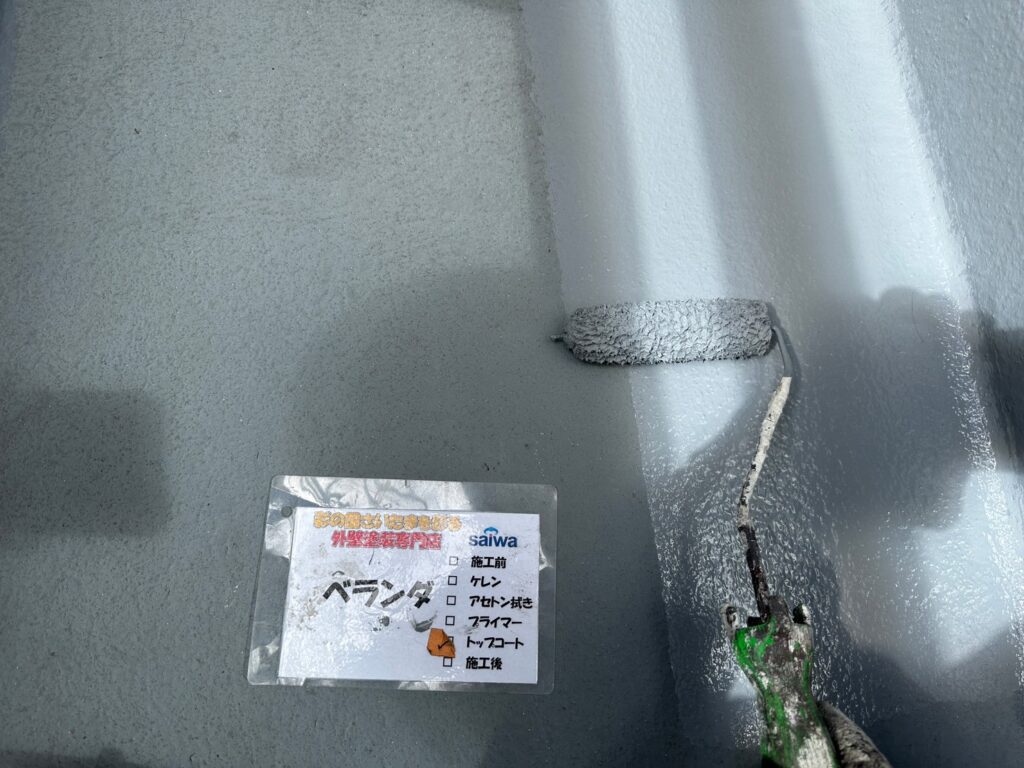 外壁塗装専門店
saiwa
ベランダ
□ 施工前
□ ケレン
□ アセトン拭き
□ プライマー
✓ トップコート
□ 施工後